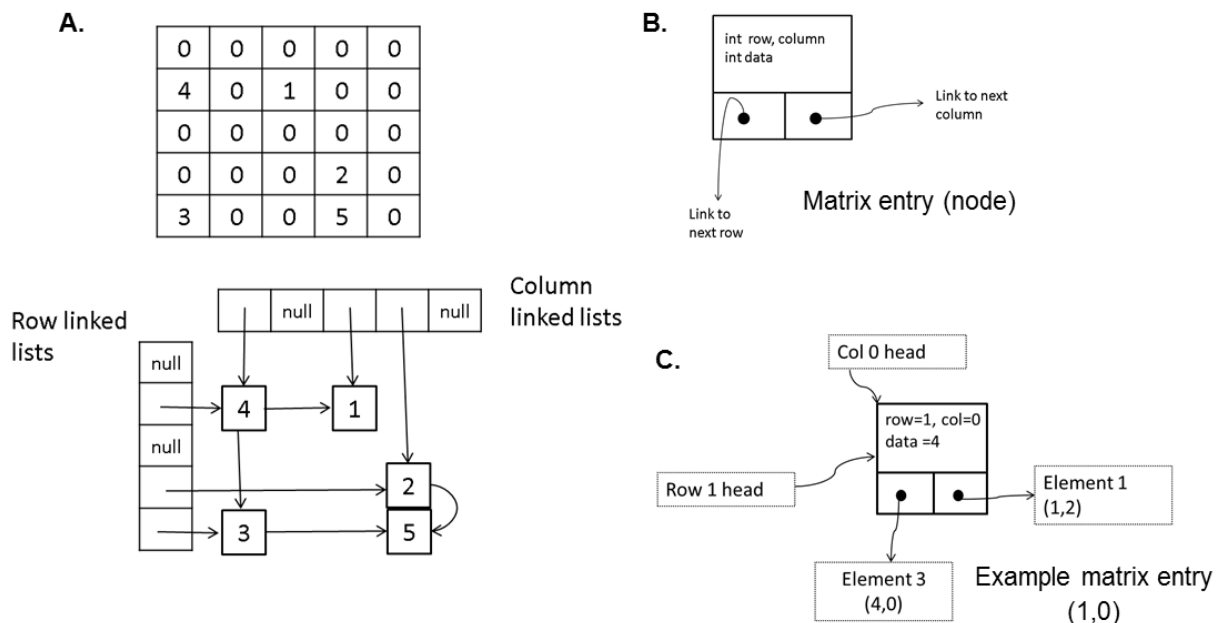 A.
0 0 0 0 0
4 0 1 0 0
0 0 0 0 0
0 0 0 2 0
3 0 0 5 0
Column
linked lists
null null
Row linked
lists
null
4 1
null
2
3 5
B.
int row, column
int data
Link to next
column
Link to
next row
Matrix entry (node)
C.
Col 0 head
row=1, col=0
data =4
Row 1 head
Element 1
(1,2)
Element 3
(4,0)
Example matrix entry
(1,0)